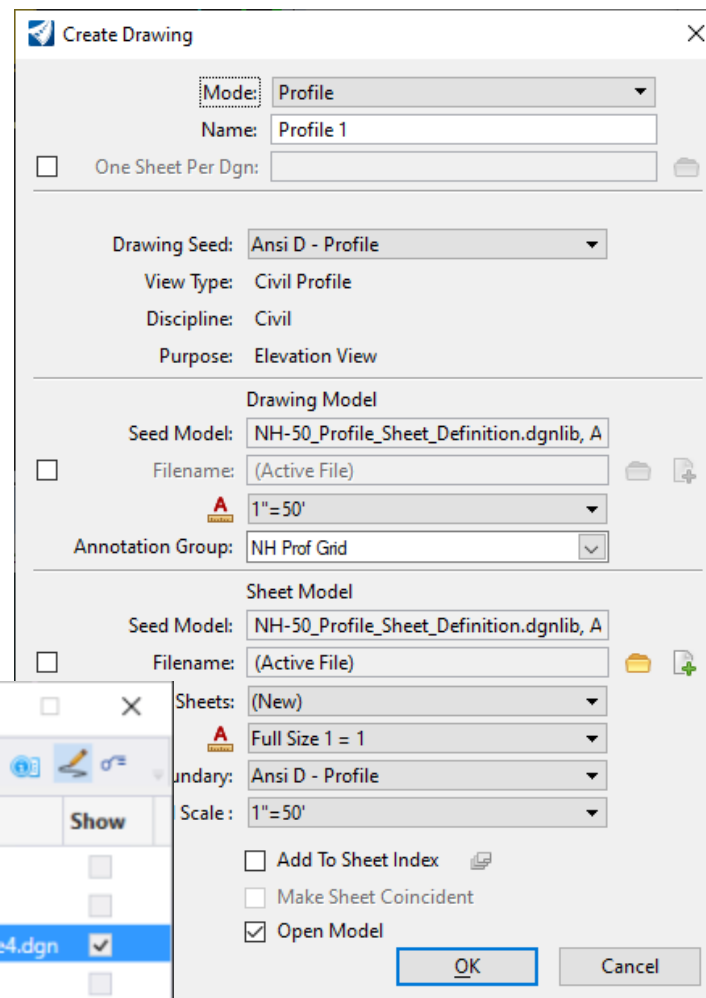 Create Drawing
Mode: Profile
Name: Profile 1
One Sheet Per Dgn:
Drawing Seed: Ansi D - Profile
View Type: Civil Profile
Discipline: Civil
Purpose: Elevation View
Drawing Model
Seed Model: NH-50_Profile_Sheet_Definition.dgnlib, A
Filename: (Active File)
A 1"=50'
Annotation Group: NH Prof Grid
Sheet Model
Seed Model: NH-50_Profile_Sheet_Definition.dgnlib, A
Filename: (Active File)
Sheets: (New)
A Full Size 1 = 1
undary: Ansi D - Profile
Scale : 1"=50'
Show
Add To Sheet Index
Make Sheet Coincident
e4.dgn
Open Model
OK Cancel